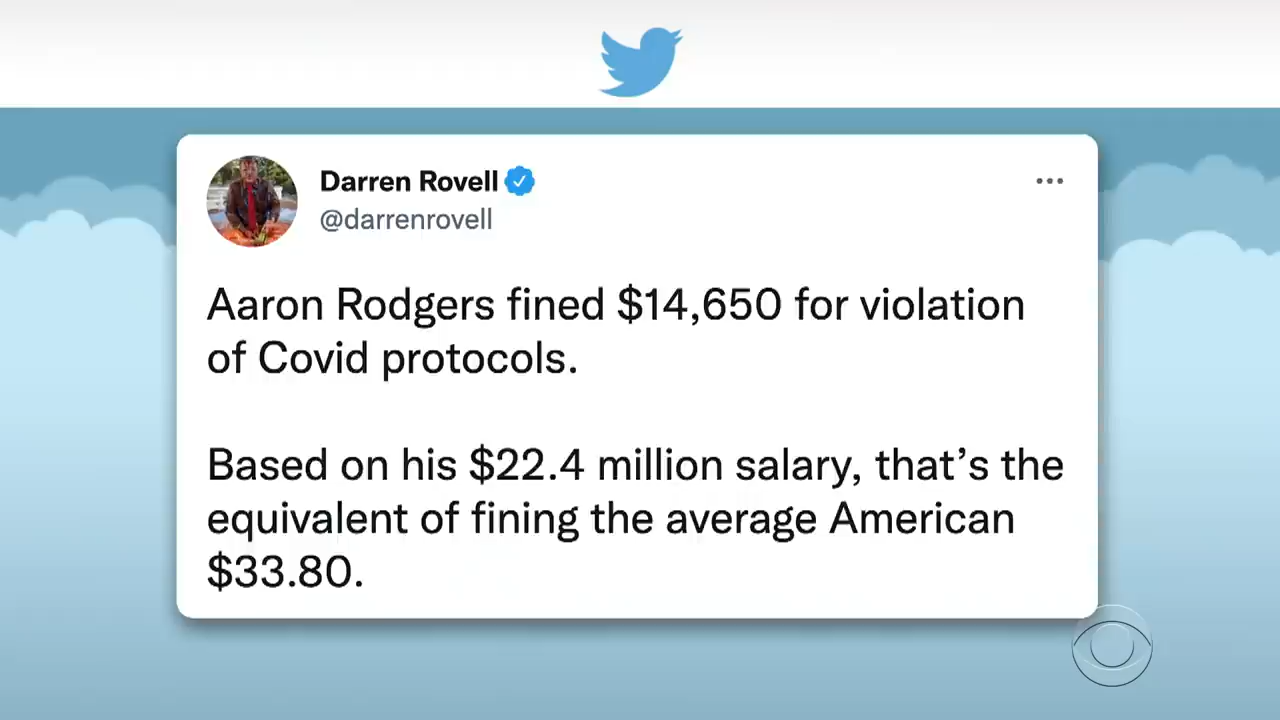 Darren Rovell
@darrenrovell
Aaron Rodgers fined $14,650 for violation
of Covid protocols.
Based on his $22.4 million salary, that’s the
equivalent of fining the average American
$33.80.